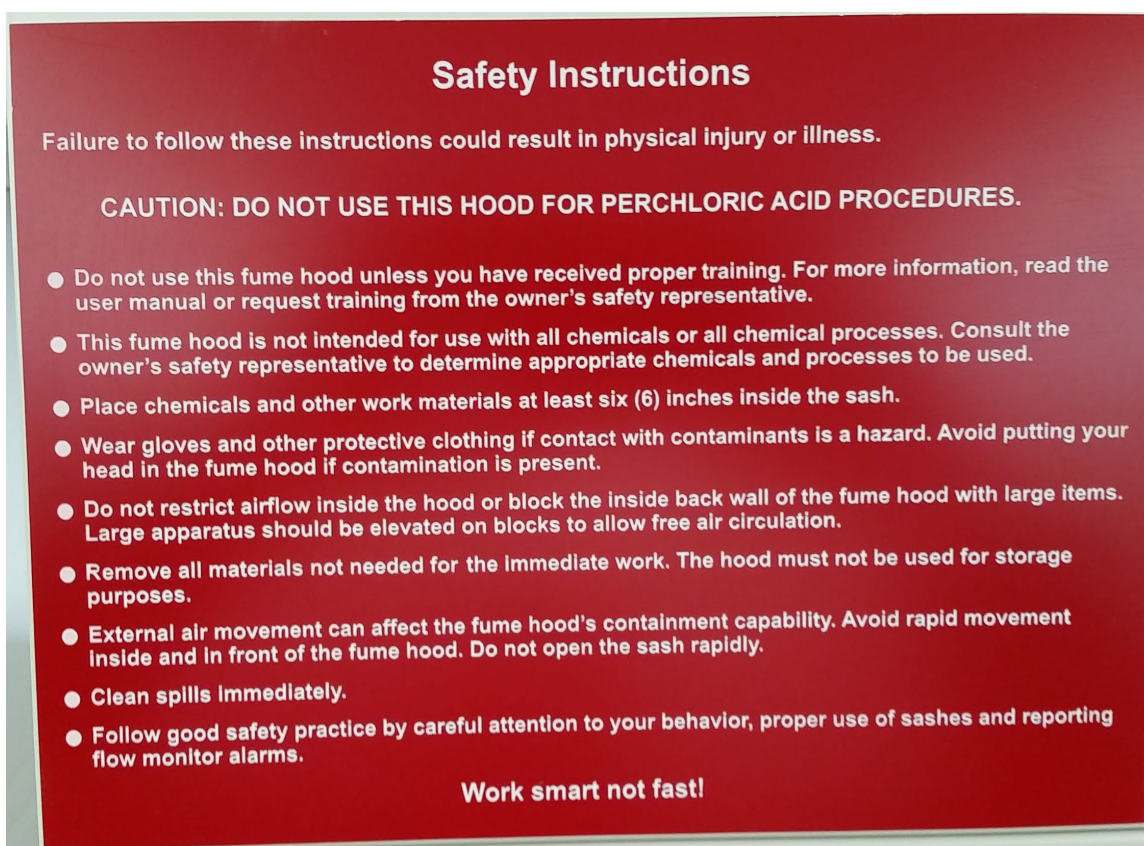 Safety Instructions
Failure to follow these instructions could result in physical injury or illness.
CAUTION: DO NOT USE THIS HOOD FOR PERCHLORIC ACID PROCEDURES.
● Do not use this fume hood unless you have received proper training. For more information, read the
user manual or request training from the owner's safety representative.
● This fume hood is not intended for use with all chemicals or all chemical processes. Consult the
owner's safety representative to determine appropriate chemicals and processes to be used.
● Place chemicals and other work materials at least six (6) inches inside the sash.
● Wear gloves and other protective clothing if contact with contaminants is a hazard. Avoid putting your
head in the fume hood if contamination is present.
● Do not restrict airflow inside the hood or block the inside back wall of the fume hood with large items.
Large apparatus should be elevated on blocks to allow free air circulation.
● Remove all materials not needed for the immediate work. The hood must not be used for storage
purposes.
● External air movement can affect the fume hood's containment capability. Avoid rapid movement
inside and in front of the fume hood. Do not open the sash rapidly.
● Clean spills immediately.
● Follow good safety practice by careful attention to your behavior, proper use of sashes and reporting
flow monitor alarms.
Work smart not fast!